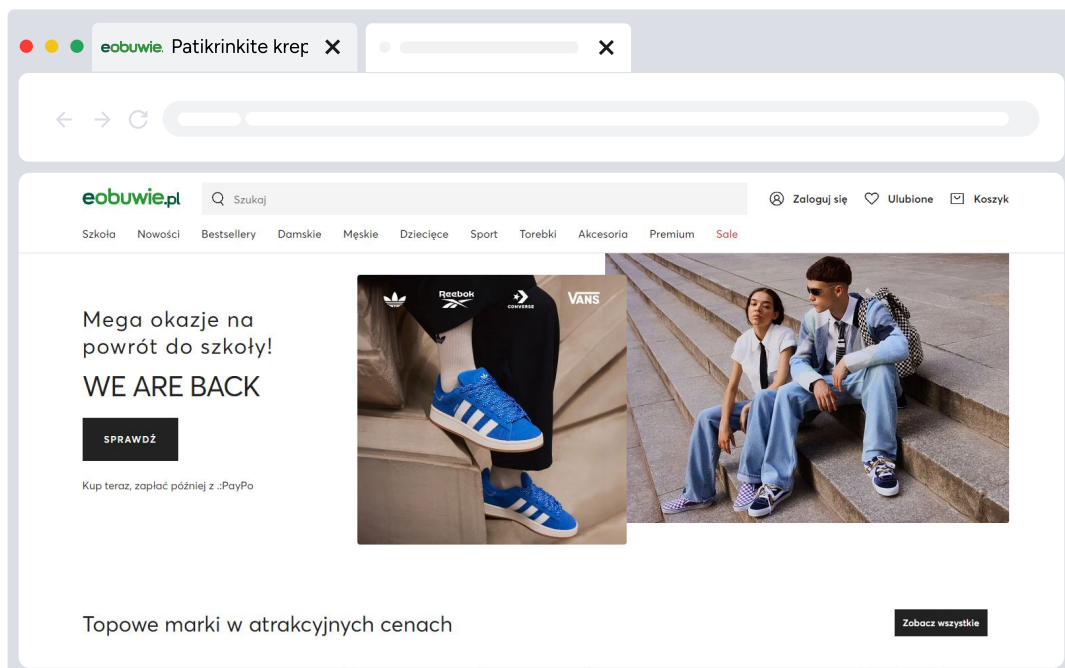 eobuwie. Patikrinkite krep
eobuwie.pl
Szukaj
Zaloguj się
Ulubione
Koszyk
Szkoła Nowości Bestsellery Damskie Męskie Dziecięce Sport Torebki Akcesoria Premium Sale
Mega okazje na
powrót do szkoły!
WE ARE BACK
SPRAWDŹ
Kup teraz, zapłać później z .:PayPo
Reebok
CONVERSE
VANS
Topowe marki w atrakcyjnych cenach
Zobacz wszystkie